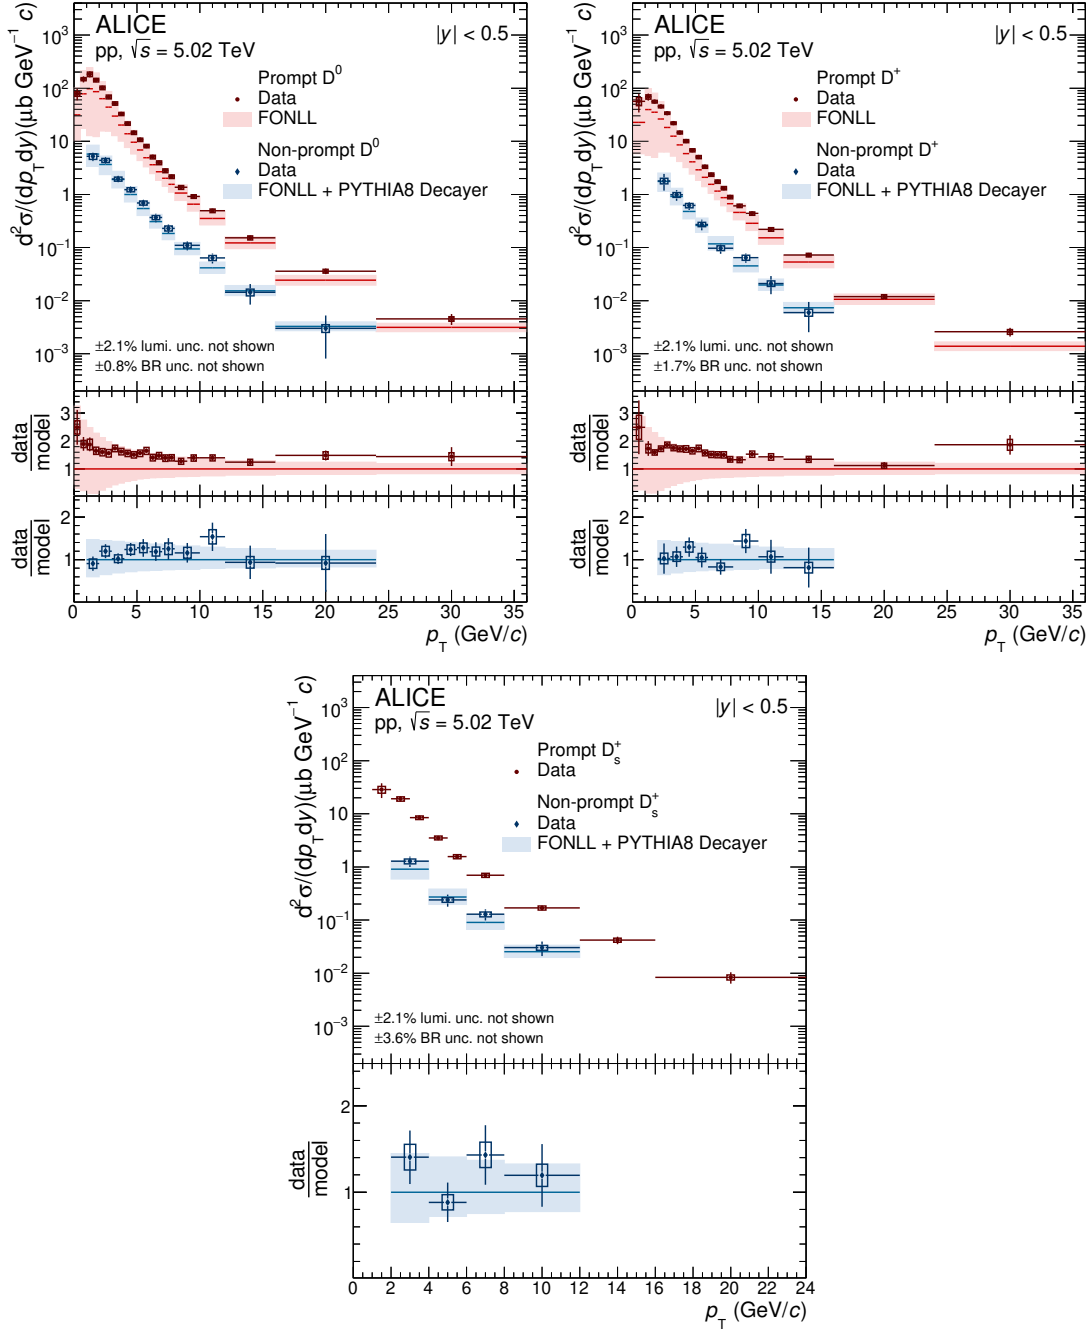 ALICE
pp, √s = 5.02 TeV
|y| < 0.5
Prompt D⁰
Data
FONLL
Non-prompt D⁰
Data
FONLL + PYTHIA8 Decayer
±2.1% lumi. unc. not shown
±0.8% BR unc. not shown
d²σ/(dp_T dy)(μb GeV⁻¹ c)
10³
10²
10
1
10⁻¹
10⁻²
10⁻³
data/model
3
2
1
data/model
2
1
0 5 10 15 20 25 30 35
p_T (GeV/c)
ALICE
pp, √s = 5.02 TeV
|y| < 0.5
Prompt D⁺
Data
FONLL
Non-prompt D⁺
Data
FONLL + PYTHIA8 Decayer
±2.1% lumi. unc. not shown
±1.7% BR unc. not shown
d²σ/(dp_T dy)(μb GeV⁻¹ c)
10³
10²
10
1
10⁻¹
10⁻²
10⁻³
data/model
3
2
1
data/model
2
1
0 5 10 15 20 25 30 35
p_T (GeV/c)
ALICE
pp, √s = 5.02 TeV
|y| < 0.5
Prompt D_s⁺
Data
Non-prompt D_s⁺
Data
FONLL + PYTHIA8 Decayer
±2.1% lumi. unc. not shown
±3.6% BR unc. not shown
d²σ/(dp_T dy)(μb GeV⁻¹ c)
10³
10²
10
1
10⁻¹
10⁻²
10⁻³
data/model
2
1
0 2 4 6 8 10 12 14 16 18 20 22 24
p_T (GeV/c)